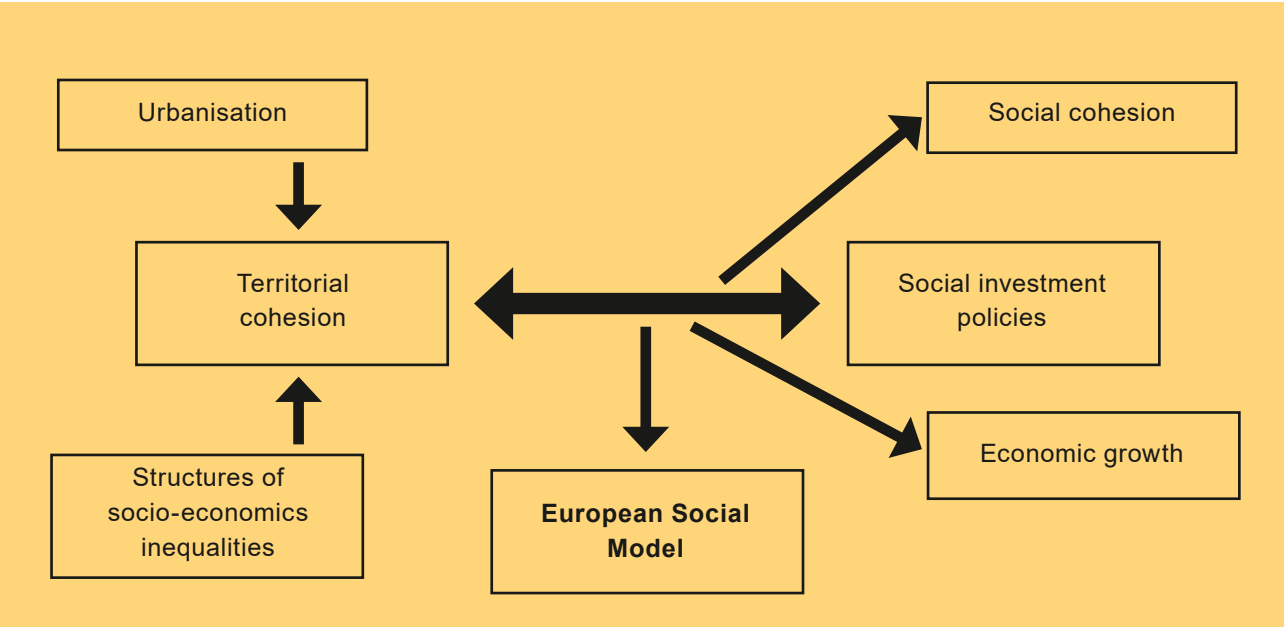 Urbanisation
Social cohesion
Territorial
cohesion
Social investment
policies
Structures of
socio-economics
inequalities
European Social
Model
Economic growth